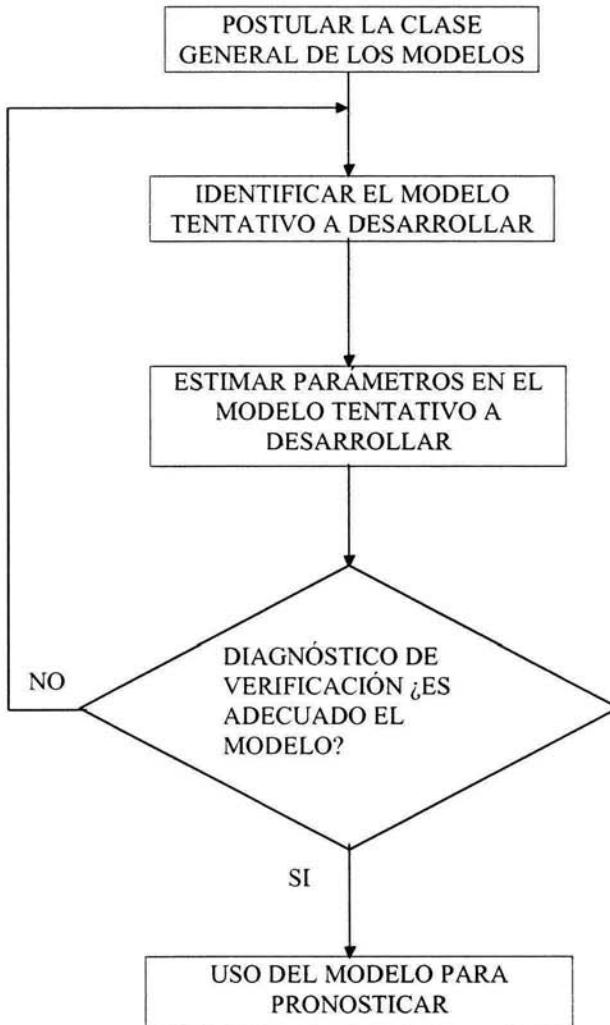 POSTULAR LA CLASE
GENERAL DE LOS MODELOS
IDENTIFICAR EL MODELO
TENTATIVO A DESARROLLAR
ESTIMAR PARÁMETROS EN EL
MODELO TENTATIVO A
DESARROLLAR
DIAGNÓSTICO DE
VERIFICACIÓN ¿ES
ADECUADO EL
MODELO?
NO
SI
USO DEL MODELO PARA
PRONOSTICAR